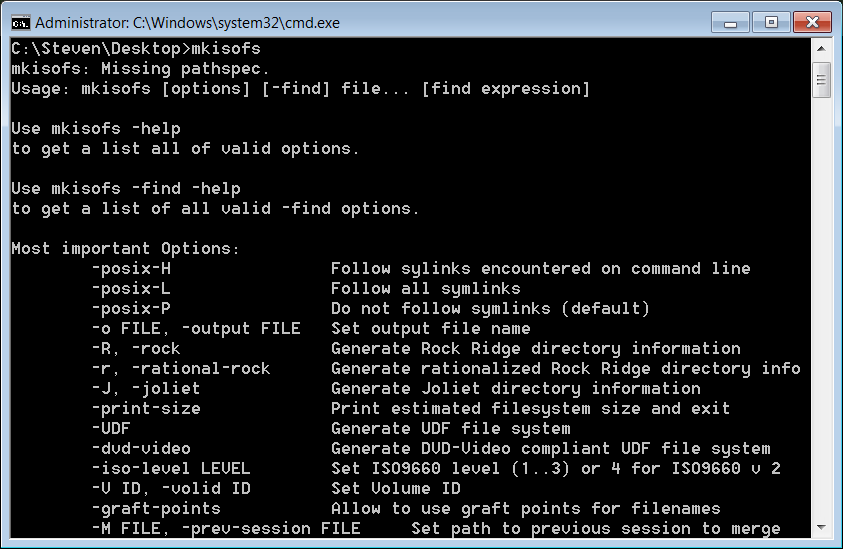 Administrator: C:\Windows\system32\cmd.exe
C:\Steven\Desktop>mkisofs
mkisofs: Missing pathspec.
Usage: mkisofs [options] [-find] file... [find expression]
Use mkisofs -help
to get a list all of valid options.
Use mkisofs -find -help
to get a list of all valid -find options.
Most important Options:
-posix-H Follow sylinks encountered on command line
-posix-L Follow all symlinks
-posix-P Do not follow symlinks (default)
-o FILE, -output FILE Set output file name
-R, -rock Generate Rock Ridge directory information
-r, -rational-rock Generate rationalized Rock Ridge directory info
-J, -joliet Generate Joliet directory information
-print-size Print estimated filesystem size and exit
-UDF Generate UDF file system
-dvd-video Generate DVD-Video compliant UDF file system
-iso-level LEVEL Set ISO9660 level (1..3) or 4 for ISO9660 v 2
-V ID, -volid ID Set Volume ID
-graft-points Allow to use graft points for filenames
-M FILE, -prev-session FILE Set path to previous session to merge